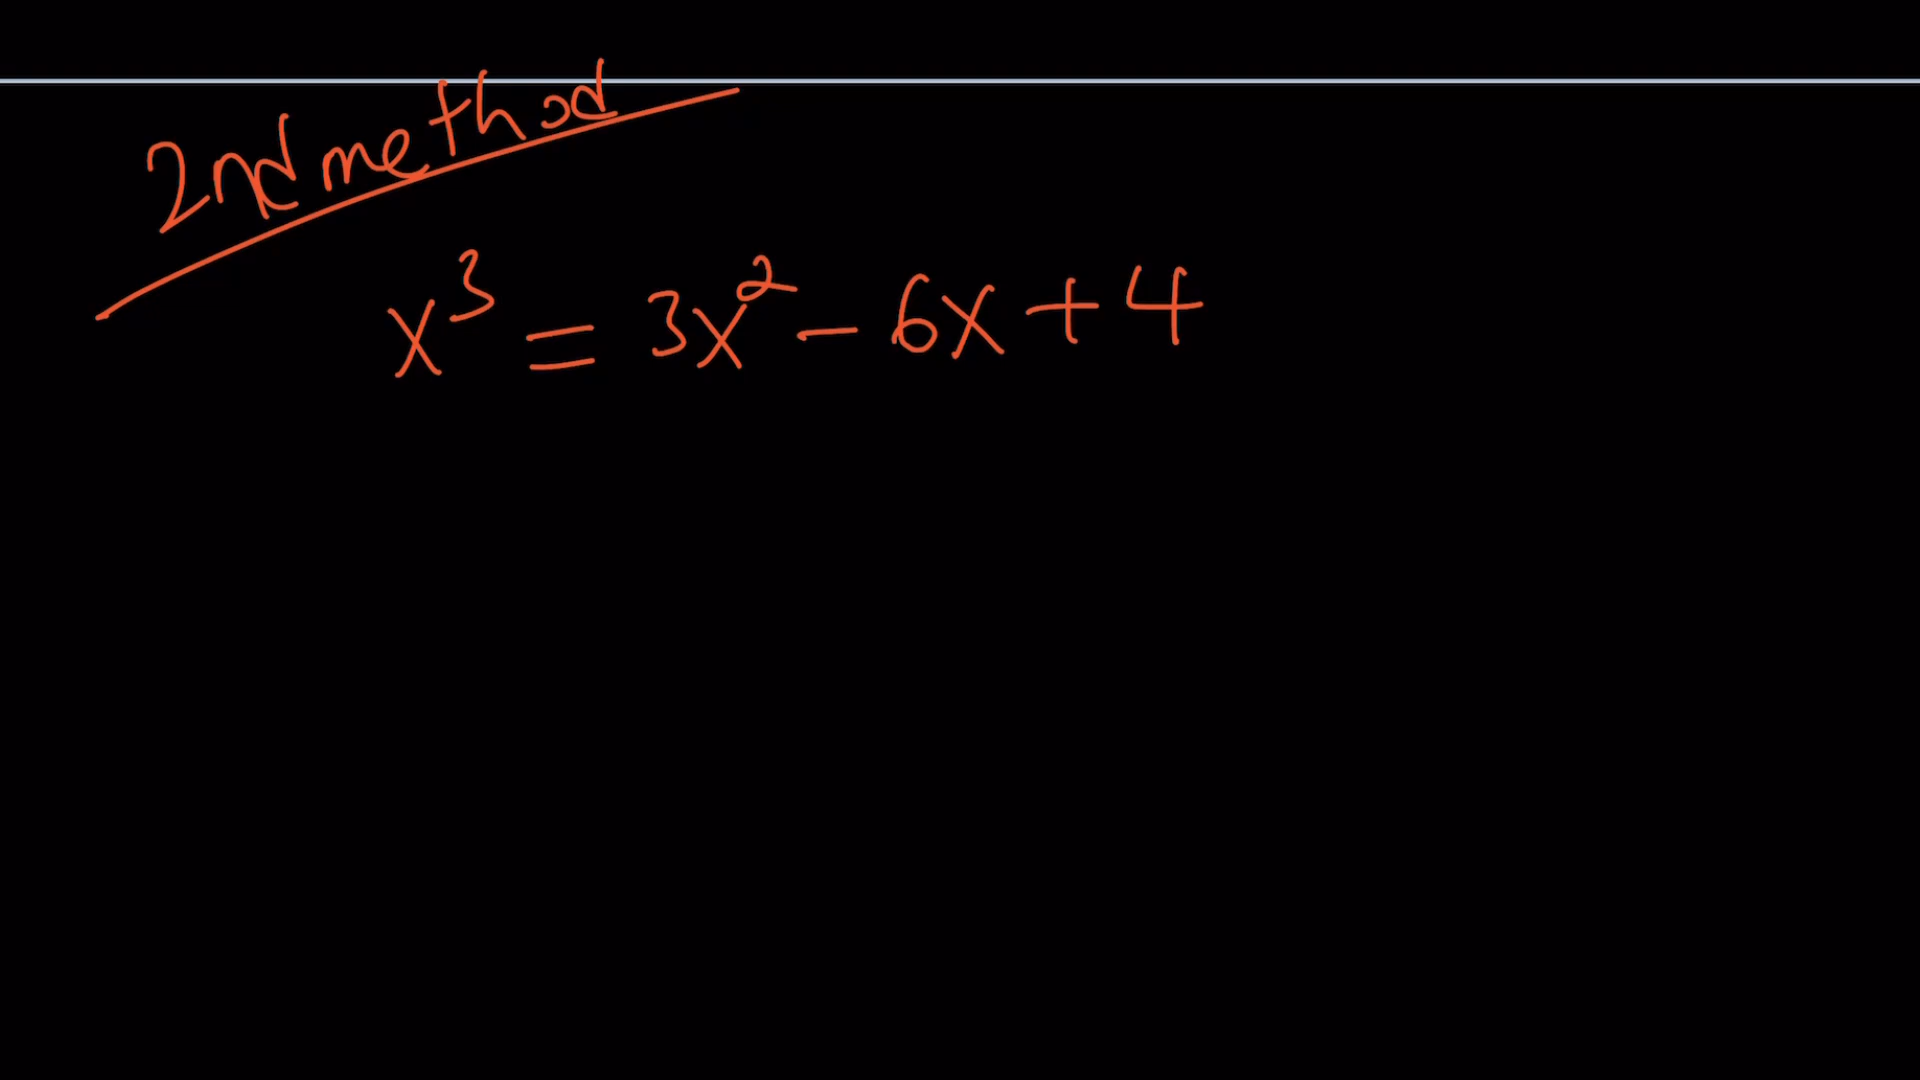 2nd method
x³ = 3x² - 6x + 4